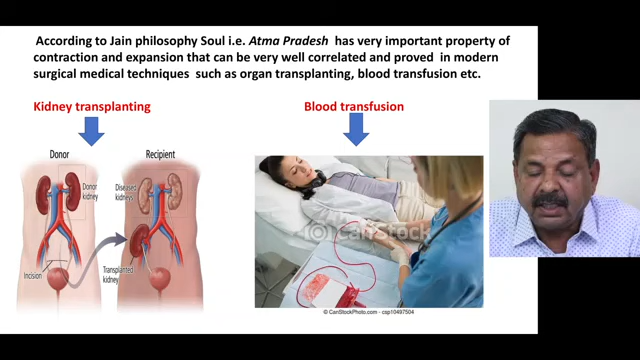 According to Jain philosophy Soul i.e. Atma Pradesh has very important property of
contraction and expansion that can be very well correlated and proved in modern
surgical medical techniques such as organ transplanting, Blood transfusion etc.
Kidney transplanting
Blood transfusion
Donor
Recipient
Donor
kidney
Diseased
kidneys
Incision
Transplanted
kidney
CanStock
© CanStockPhoto.com - csp10497504